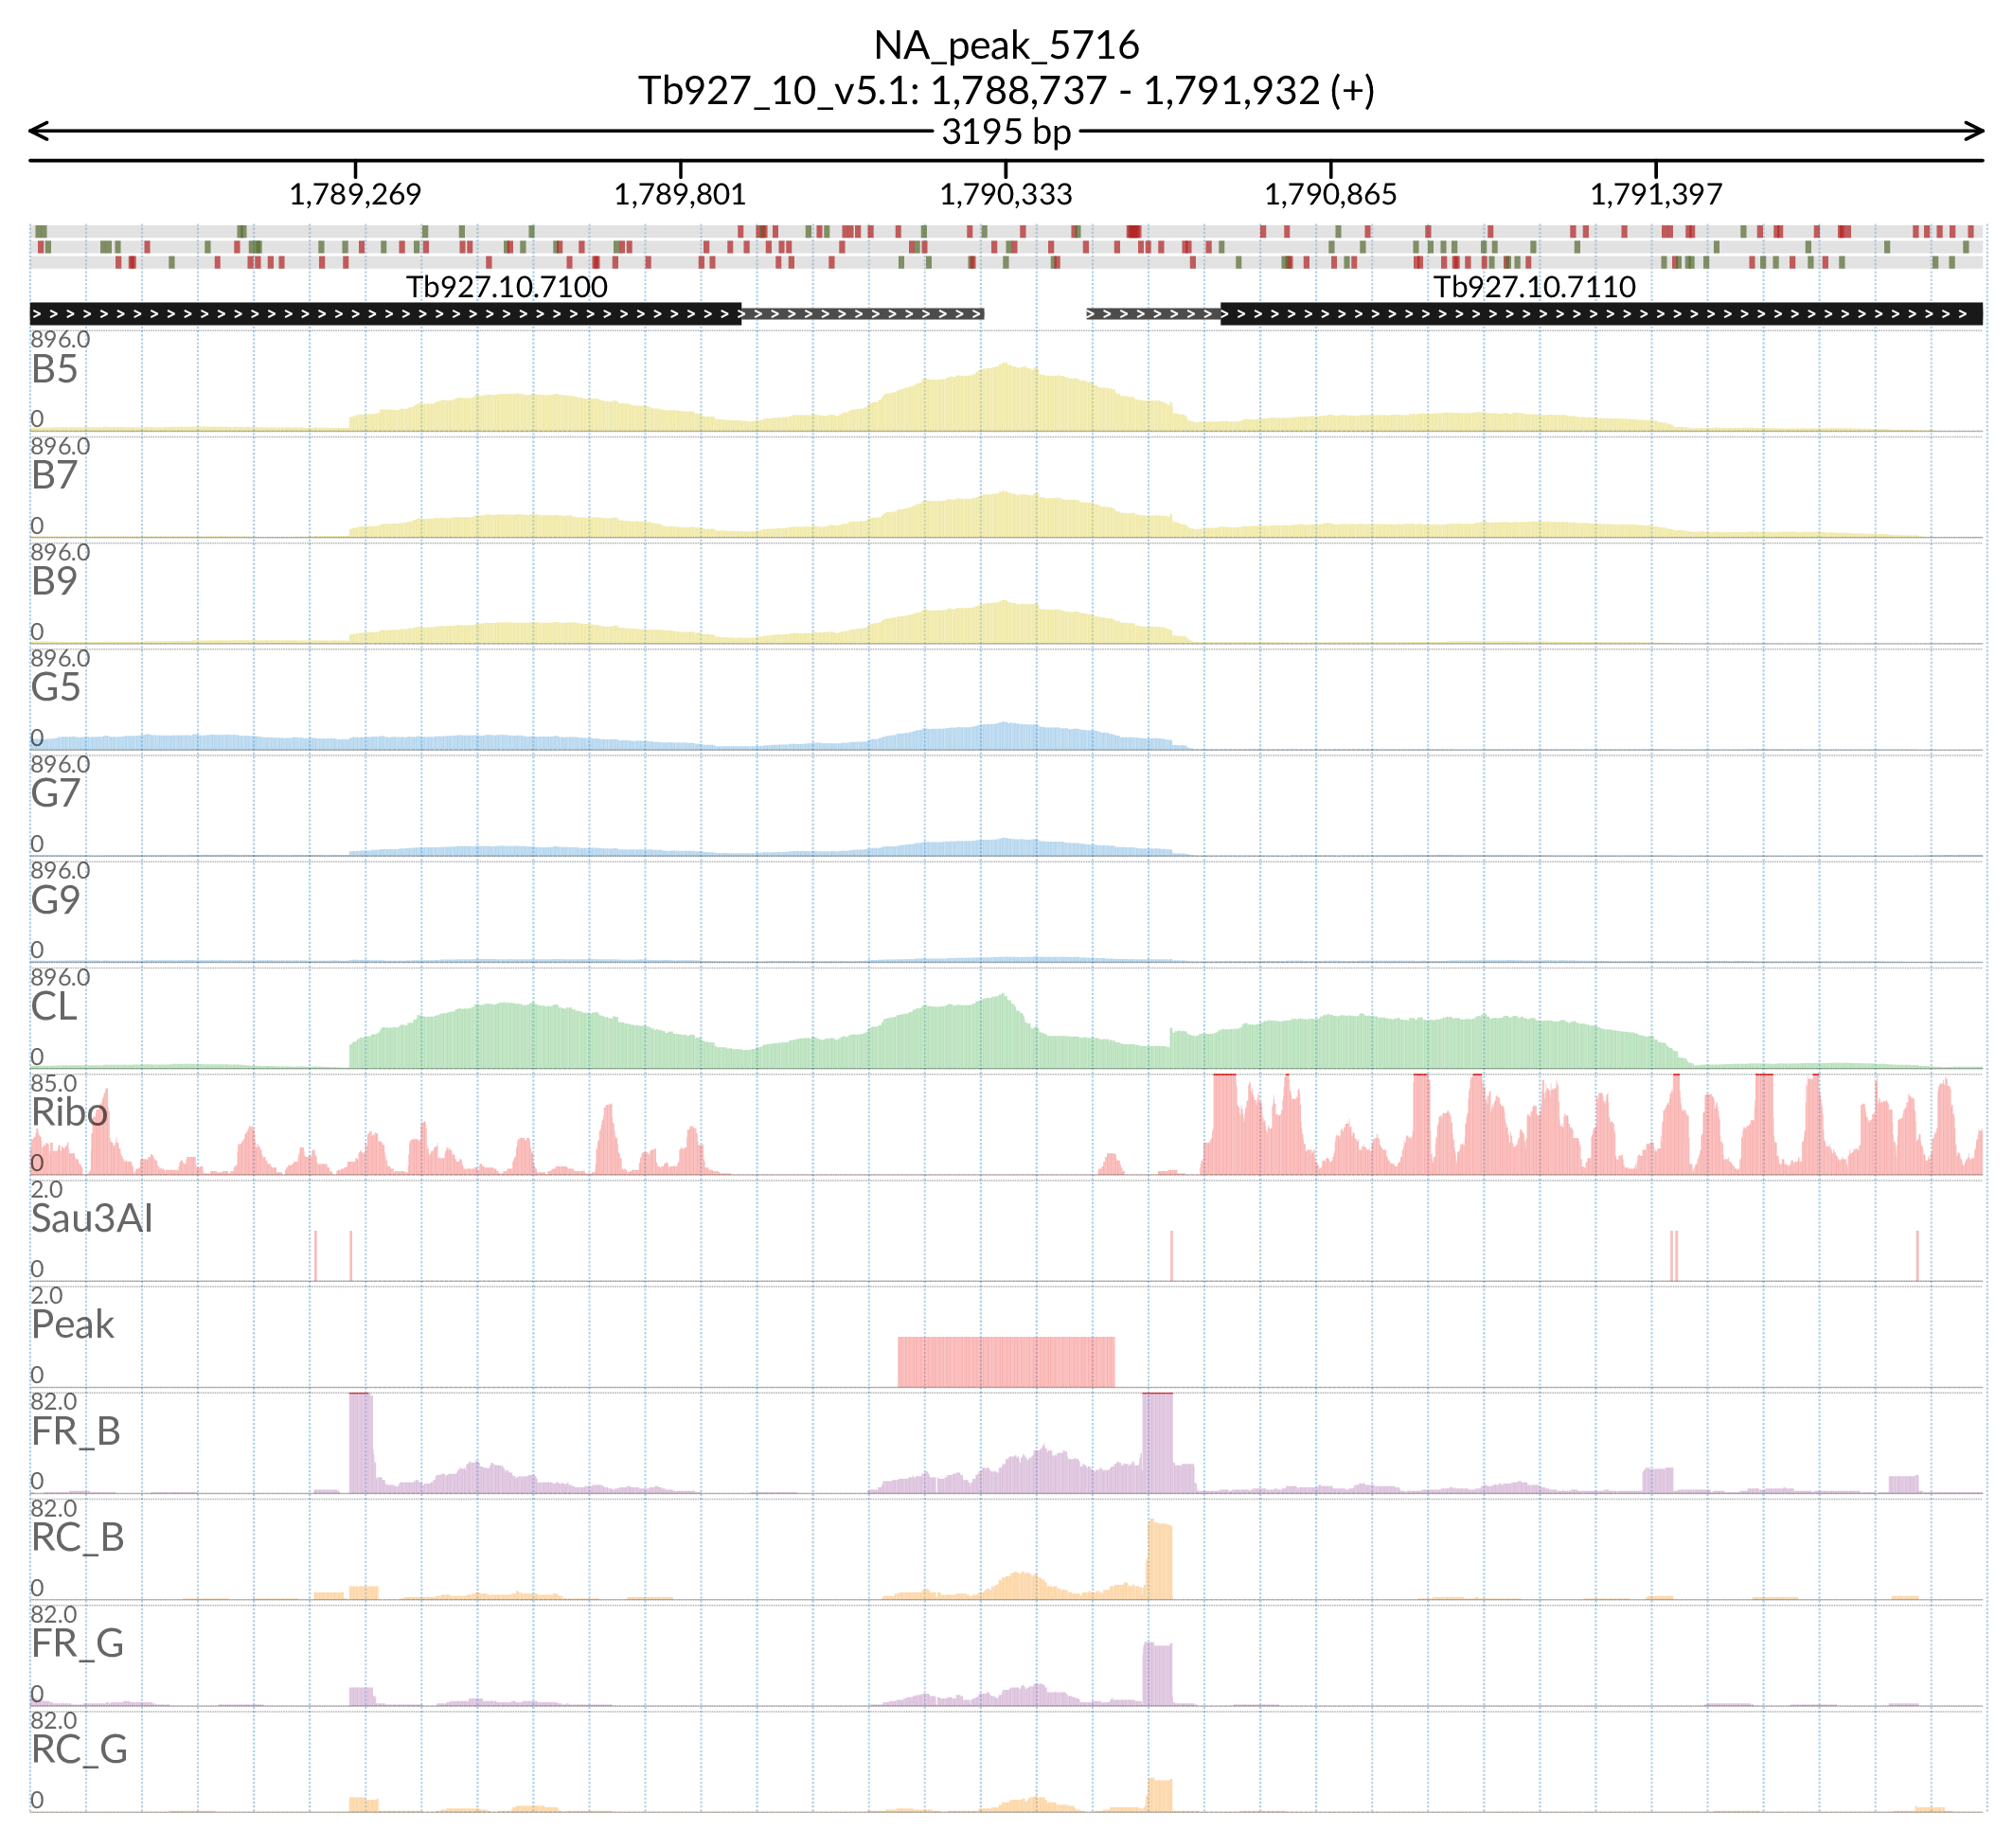 NA_peak_5716
Tb927_10_v5.1: 1,788,737 - 1,791,932 (+)
3195 bp
1,789,269 1,789,801 1,790,333 1,790,865 1,791,397
Tb927.10.7100 Tb927.10.7110
896.0
B5
0
896.0
B7
0
896.0
B9
0
896.0
G5
0
896.0
G7
0
896.0
G9
0
896.0
CL
0
85.0
Ribo
0
2.0
Sau3AI
0
2.0
Peak
0
82.0
FR_B
0
82.0
RC_B
0
82.0
FR_G
0
82.0
RC_G
0